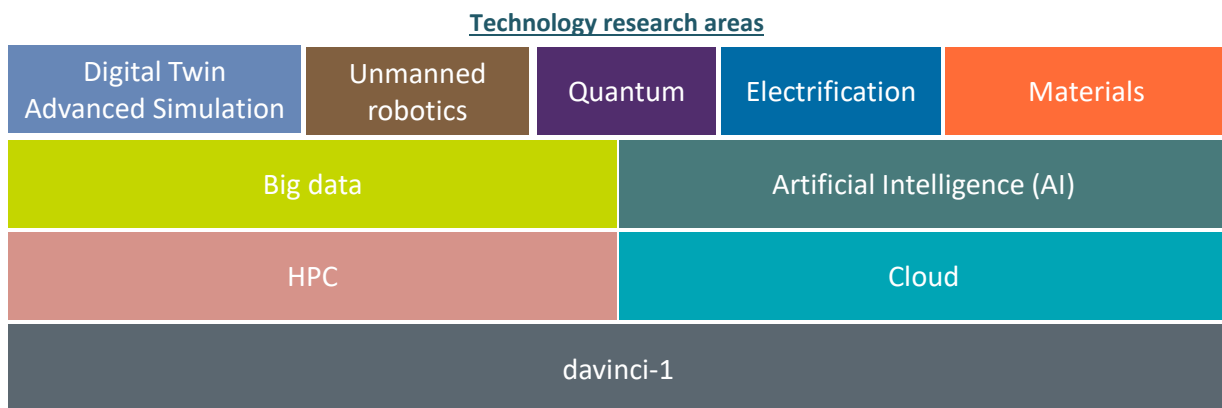 Technology research areas
Digital Twin
Advanced Simulation
Unmanned
robotics
Quantum
Electrification
Materials
Big data
Artificial Intelligence (AI)
HPC
Cloud
davinci-1